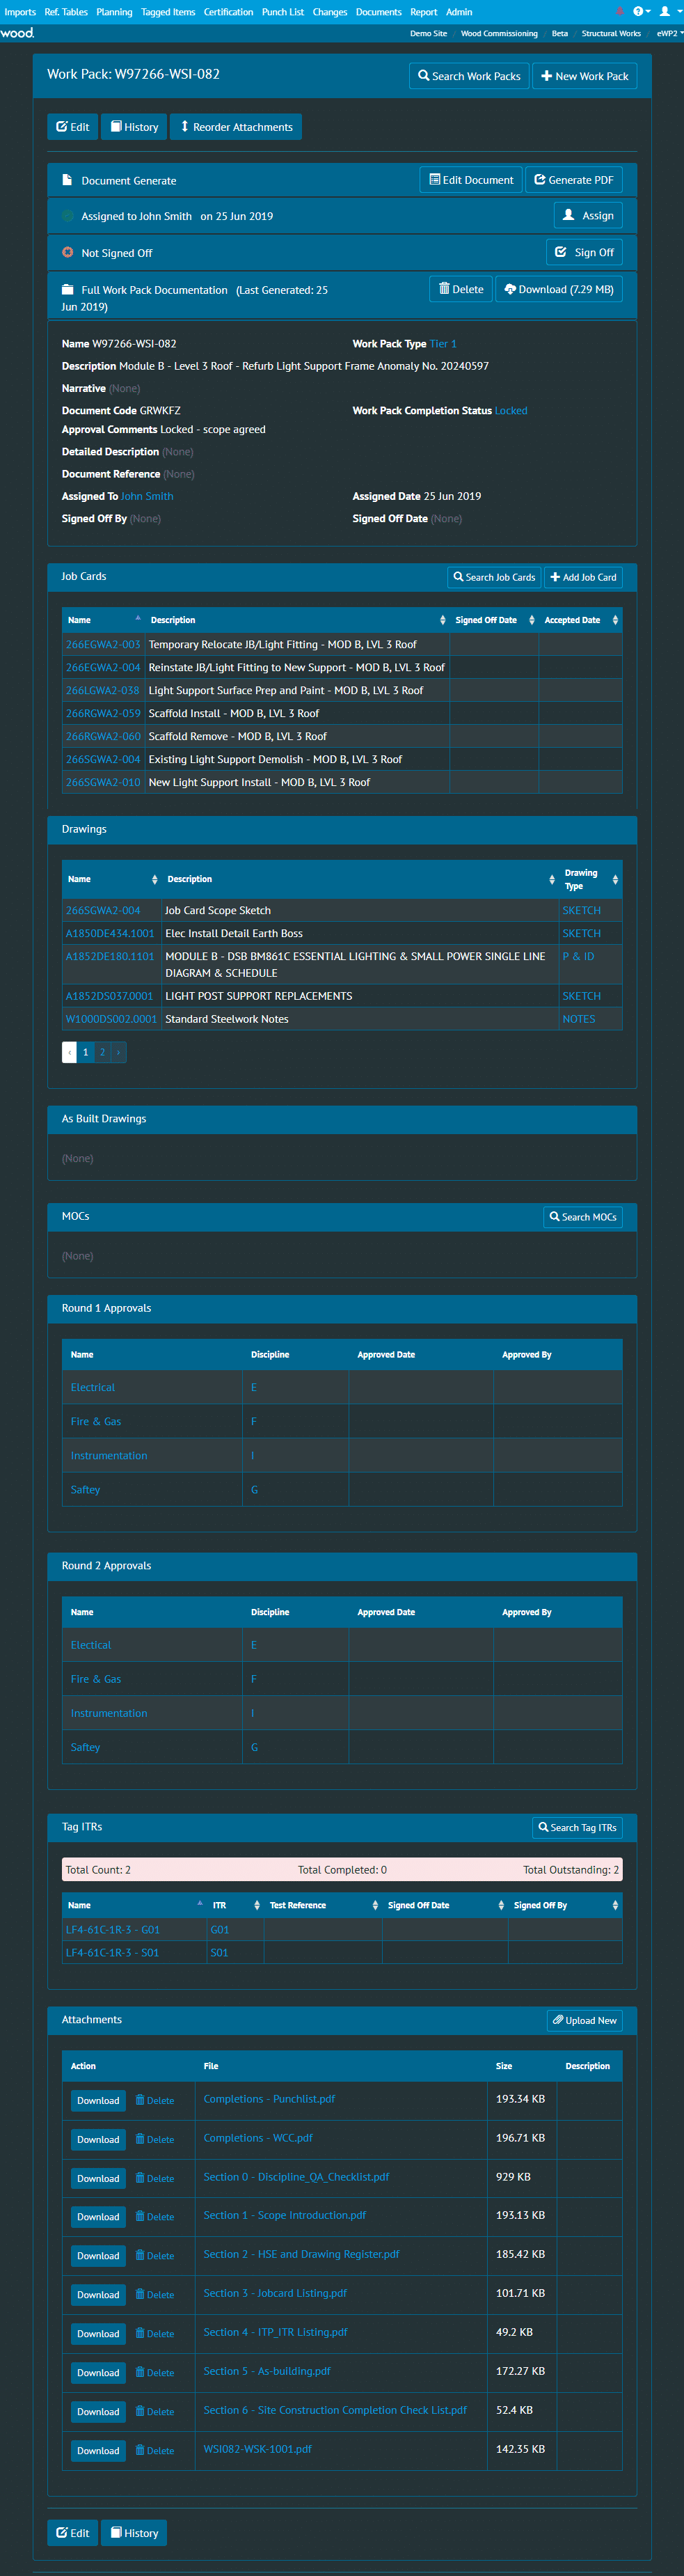 Imports Ref. Tables Planning Tagged Items Certification Punch List Changes Documents Report Admin
wood. Demo Site / Wood Commissioning / Beta / Structural Works / eWP2
Work Pack: W97266-WSI-082 Search Work Packs New Work Pack
Edit History Reorder Attachments
Document Generate Edit Document Generate PDF
Assigned to John Smith on 25 Jun 2019 Assign
Not Signed Off Sign Off
Full Work Pack Documentation (Last Generated: 25 Delete Download (7.29 MB)
Jun 2019)
Name W97266-WSI-082 Work Pack Type Tier 1
Description Module B - Level 3 Roof - Refurb Light Support Frame Anomaly No. 20240597
Narrative (None)
Document Code GRWKFZ Work Pack Completion Status Locked
Approval Comments Locked - scope agreed
Detailed Description (None)
Document Reference (None)
Assigned To John Smith Assigned Date 25 Jun 2019
Signed Off By (None) Signed Off Date (None)
Job Cards Search Job Cards Add Job Card
Name Description Signed Off Date Accepted Date
266EGWA2-003 Temporary Relocate JB/Light Fitting - MOD B, LVL 3 Roof
266EGWA2-004 Reinstate JB/Light Fitting to New Support - MOD B, LVL 3 Roof
266LGWA2-038 Light Support Surface Prep and Paint - MOD B, LVL 3 Roof
266RGWA2-059 Scaffold Install - MOD B, LVL 3 Roof
266RGWA2-060 Scaffold Remove - MOD B, LVL 3 Roof
266SGWA2-004 Existing Light Support Demolish - MOD B, LVL 3 Roof
266SGWA2-010 New Light Support Install - MOD B, LVL 3 Roof
Drawings
Name Description Drawing
Type
266SGWA2-004 Job Card Scope Sketch SKETCH
A1850DE434.1001 Elec Install Detail Earth Boss SKETCH
A1852DE180.1101 MODULE B - DSB BM861C ESSENTIAL LIGHTING & SMALL POWER SINGLE LINE P & ID
DIAGRAM & SCHEDULE
A1852DS037.0001 LIGHT POST SUPPORT REPLACEMENTS SKETCH
W1000DS002.0001 Standard Steelwork Notes NOTES
‹ 1 2 ›
As Built Drawings
(None)
MOCs Search MOCs
(None)
Round 1 Approvals
Name Discipline Approved Date Approved By
Electrical E
Fire & Gas F
Instrumentation I
Saftey G
Round 2 Approvals
Name Discipline Approved Date Approved By
Electical E
Fire & Gas F
Instrumentation I
Saftey G
Tag ITRs Search Tag ITRs
Total Count: 2 Total Completed: 0 Total Outstanding: 2
Name ITR Test Reference Signed Off Date Signed Off By
LF4-61C-1R-3 - G01 G01
LF4-61C-1R-3 - S01 S01
Attachments Upload New
Action File Size Description
Download Delete Completions - Punchlist.pdf 193.34 KB
Download Delete Completions - WCC.pdf 196.71 KB
Download Delete Section 0 - Discipline_QA_Checklist.pdf 929 KB
Download Delete Section 1 - Scope Introduction.pdf 193.13 KB
Download Delete Section 2 - HSE and Drawing Register.pdf 185.42 KB
Download Delete Section 3 - Jobcard Listing.pdf 101.71 KB
Download Delete Section 4 - ITP_ITR Listing.pdf 49.2 KB
Download Delete Section 5 - As-building.pdf 172.27 KB
Download Delete Section 6 - Site Construction Completion Check List.pdf 52.4 KB
Download Delete WSI082-WSK-1001.pdf 142.35 KB
Edit History